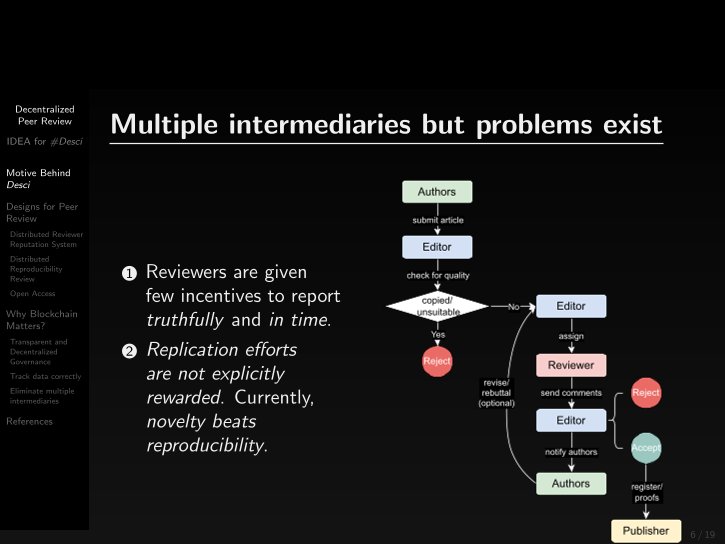 Decentralized
Peer Review
IDEA for #Desci
Motive Behind
Desci
Designs for Peer
Review
Distributed Reviewer
Reputation System
Distributed
Reproducibility
Review
Open Access
Why Blockchain
Matters?
Transparent and
Decentralized
Governance
Track data correctly
Eliminate multiple
intermediaries
References
Multiple intermediaries but problems exist
1 Reviewers are given
few incentives to report
truthfully and in time.
2 Replication efforts
are not explicitly
rewarded. Currently,
novelty beats
reproducibility.
Authors
submit article
Editor
check for quality
copied/
unsuitable
No
Yes
Reject
Editor
assign
Reviewer
send comments
Editor
notify authors
Authors
revise/
rebuttal
(optional)
Reject
Accept
register/
proofs
Publisher
6 / 19